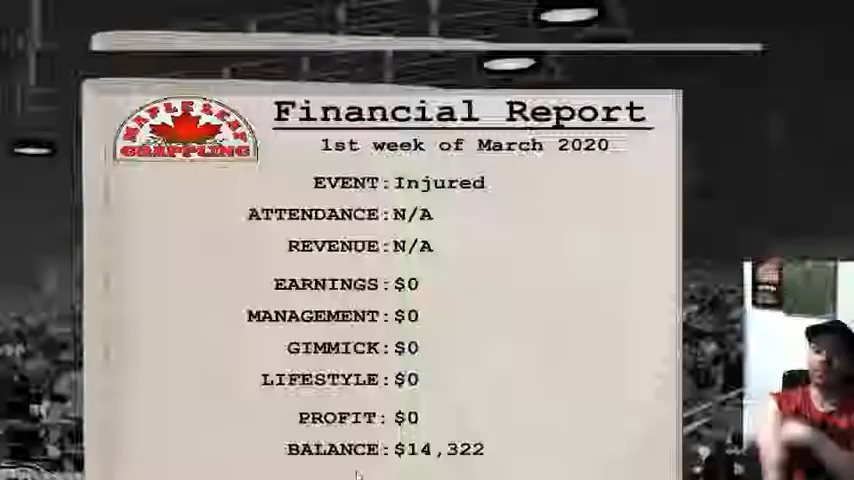 MAPLE LEAF
GRAPPLING
Financial Report
1st week of March 2020
EVENT: Injured
ATTENDANCE: N/A
REVENUE: N/A
EARNINGS: $0
MANAGEMENT: $0
GIMMICK: $0
LIFESTYLE: $0
PROFIT: $0
BALANCE: $14,322